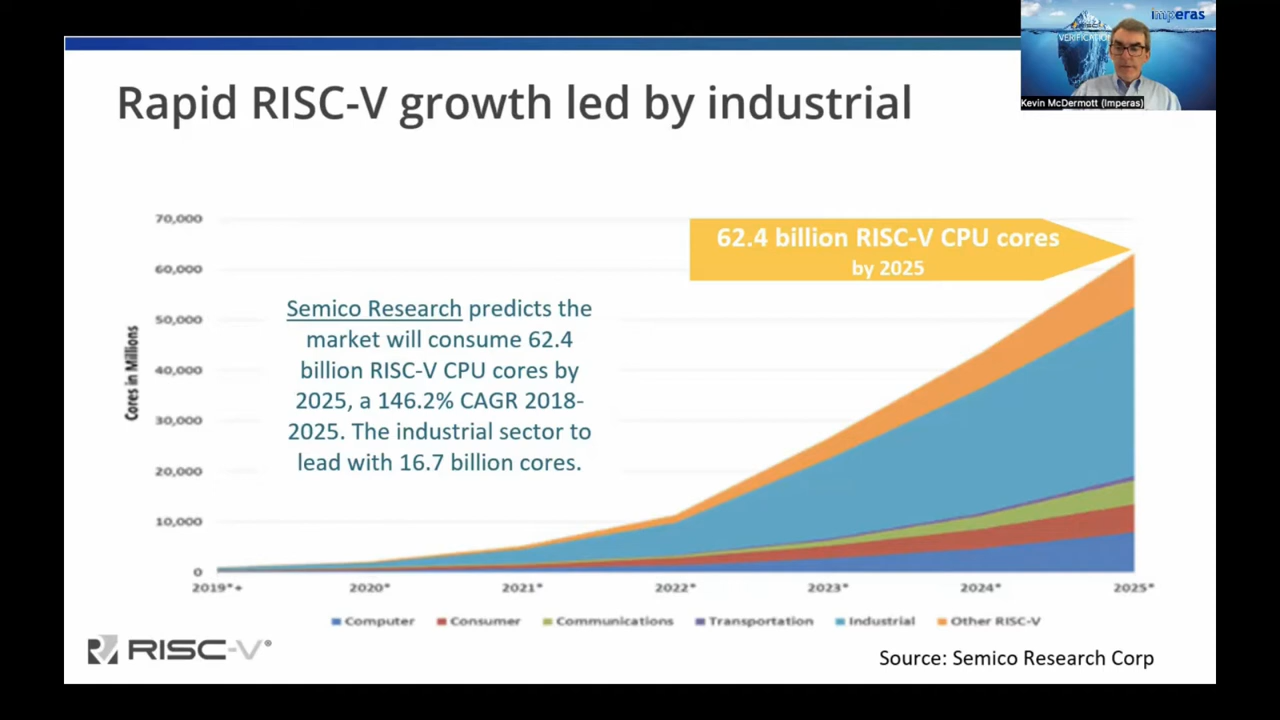 imperas
VERIFICATION
Kevin McDermott (Imperas)
Rapid RISC-V growth led by industrial
70,000
60,000
50,000
40,000
30,000
20,000
10,000
0
Cores in Millions
62.4 billion RISC-V CPU cores
by 2025
Semico Research predicts the
market will consume 62.4
billion RISC-V CPU cores by
2025, a 146.2% CAGR 2018-
2025. The industrial sector to
lead with 16.7 billion cores.
2019*+ 2020* 2021* 2022* 2023* 2024* 2025*
Computer Consumer Communications Transportation Industrial Other RISC-V
RISC-V®
Source: Semico Research Corp